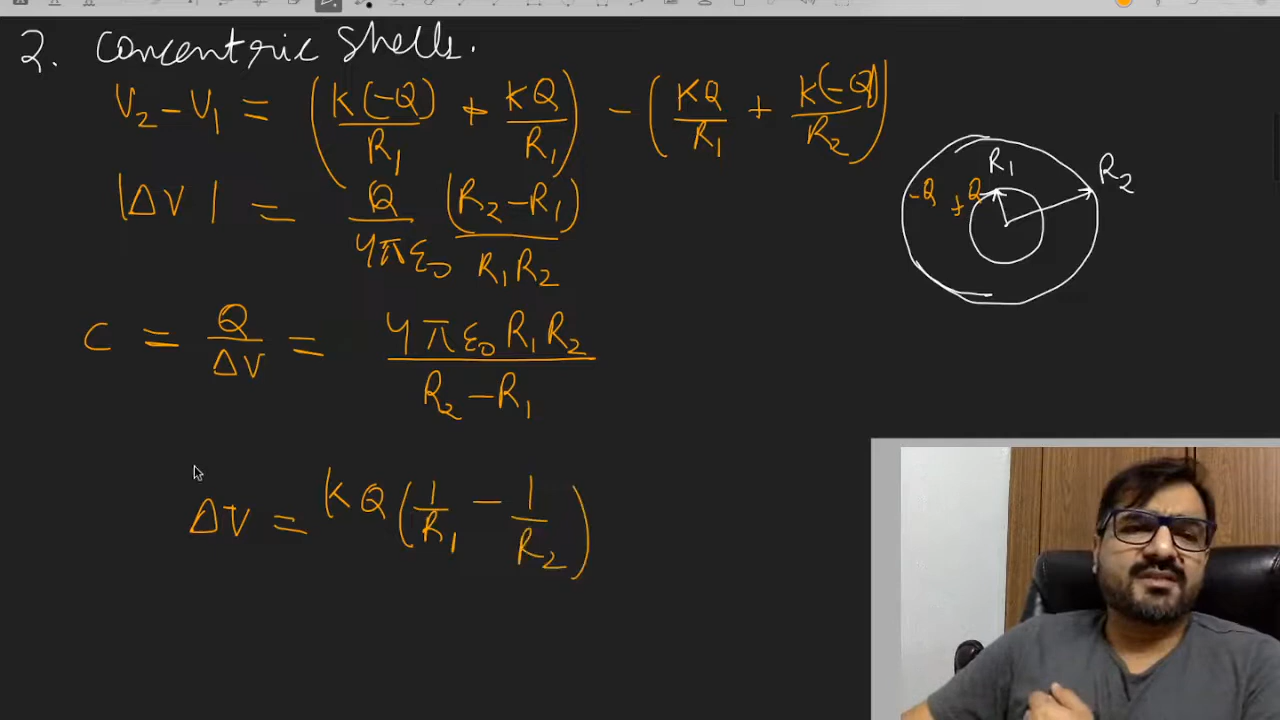 2. Concentric Shells.
V₂ - V₁ = (K(-Q)/R₁ + KQ/R₁) - (KQ/R₁ + K(-Q)/R₂)
|ΔV| = Q/4πε₀ (R₂-R₁)/R₁R₂
C = Q/ΔV = 4πε₀R₁R₂/R₂-R₁
ΔV = KQ(1/R₁ - 1/R₂)
R₁
R₂
-Q
+Q